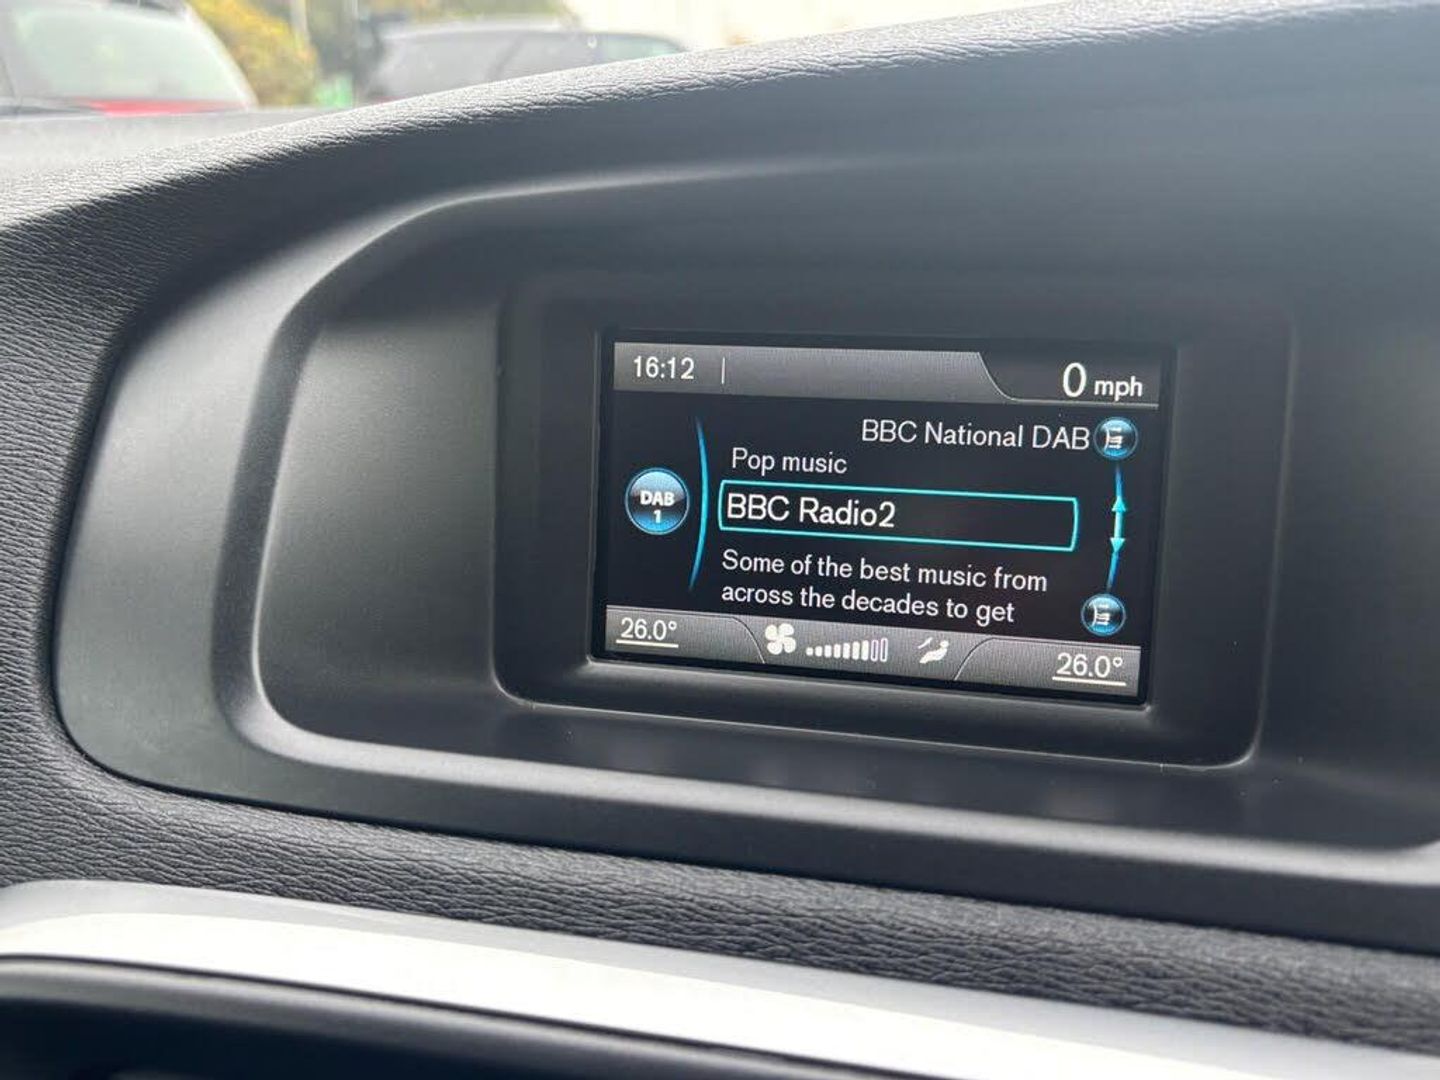 16:12
0 mph
BBC National DAB
Pop music
DAB
1
BBC Radio2
Some of the best music from
across the decades to get
26.0°
26.0°